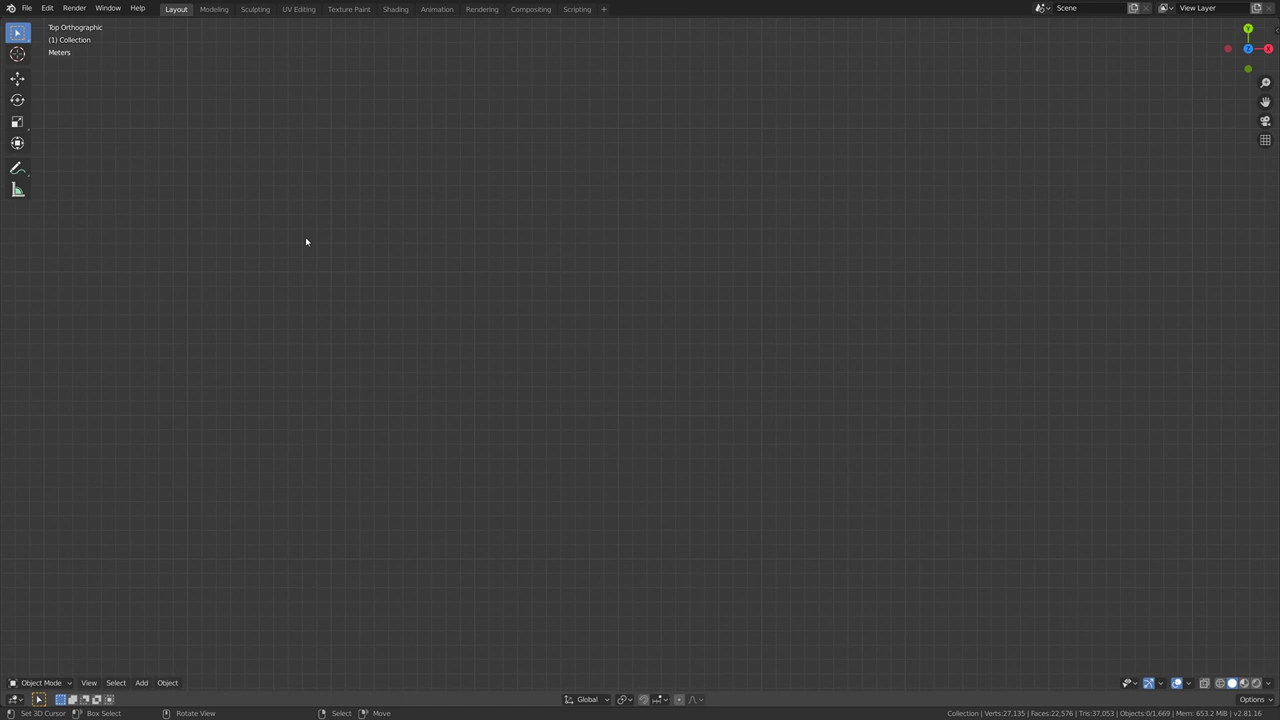 File Edit Render Window Help Layout Modeling Sculpting UV Editing Texture Paint Shading Animation Rendering Compositing Scripting + Scene View Layer
Top Orthographic
(1) Collection
Meters
Y
Z X
Object Mode View Select Add Object
Global Options
Set 3D Cursor Box Select Rotate View Select Move Collection | Verts:27,135 | Faces:22,576 | Tris:37,053 | Objects:0/1,669 | Mem: 653.2 MiB | v2.81.16